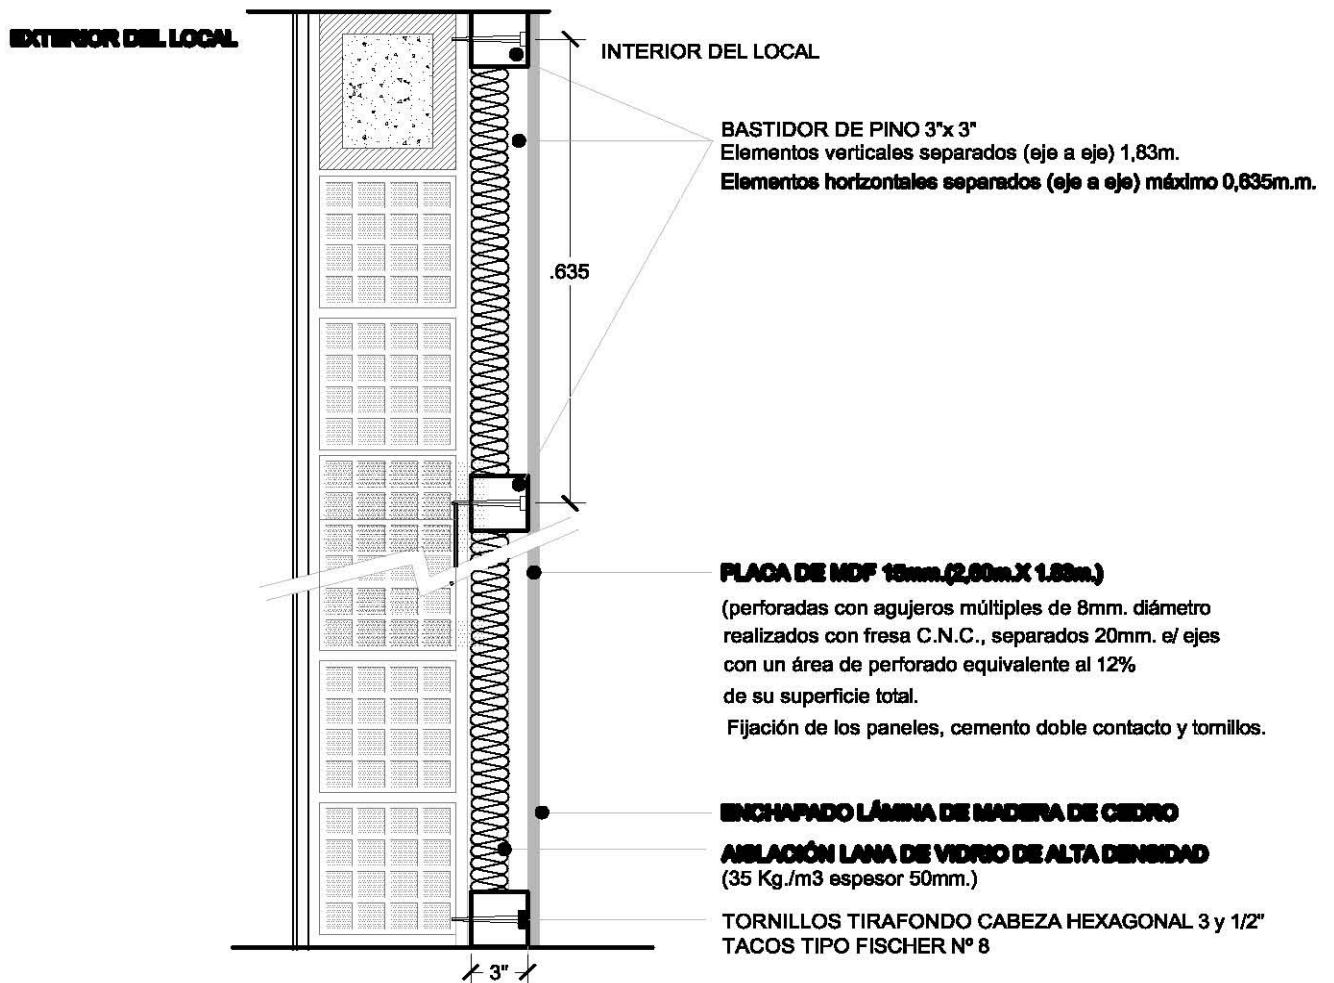 EXTERIOR DEL LOCAL
INTERIOR DEL LOCAL
BASTIDOR DE PINO 3"x 3"
Elementos verticales separados (eje a eje) 1,83m.
Elementos horizontales separados (eje a eje) máximo 0,635m.m.
.635
PLACA DE MDF 15mm.(2,60m.X 1.83m.)
(perforadas con agujeros múltiples de 8mm. diámetro
realizados con fresa C.N.C., separados 20mm. e/ ejes
con un área de perforado equivalente al 12%
de su superficie total.
Fijación de los paneles, cemento doble contacto y tornillos.
ENCHAPADO LÁMINA DE MADERA DE CEDRO
AISLACIÓN LANA DE VIDRIO DE ALTA DENSIDAD
(35 Kg./m3 espesor 50mm.)
TORNILLOS TIRAFONDO CABEZA HEXAGONAL 3 y 1/2"
TACOS TIPO FISCHER Nº 8
3"